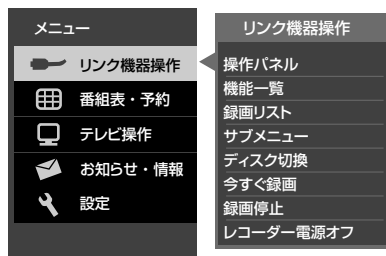 メニュー
リンク機器操作
番組表・予約
テレビ操作
お知らせ・情報
設定
リンク機器操作
操作パネル
機能一覧
録画リスト
サブメニュー
ディスク切換
今すぐ録画
録画停止
レコーダー電源オフ